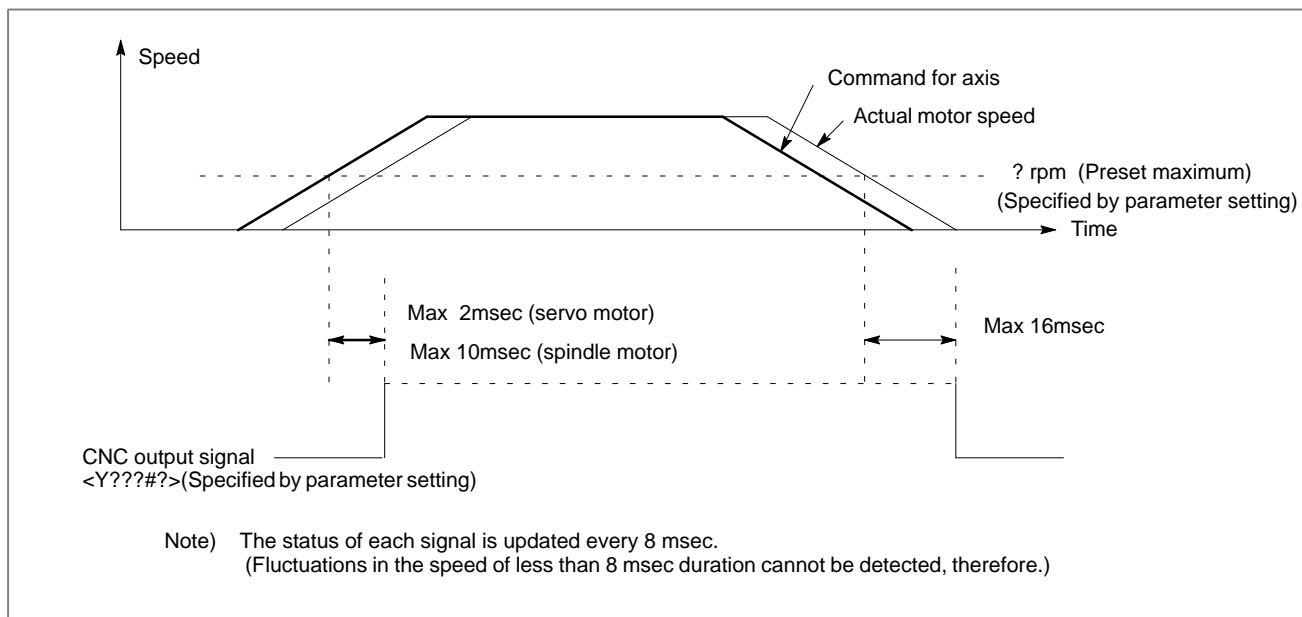 Speed
Command for axis
Actual motor speed
? rpm (Preset maximum)
(Specified by parameter setting)
Time
Max 2msec (servo motor)
Max 10msec (spindle motor)
Max 16msec
CNC output signal
<Y???#?>(Specified by parameter setting)
Note) The status of each signal is updated every 8 msec.
(Fluctuations in the speed of less than 8 msec duration cannot be detected, therefore.)